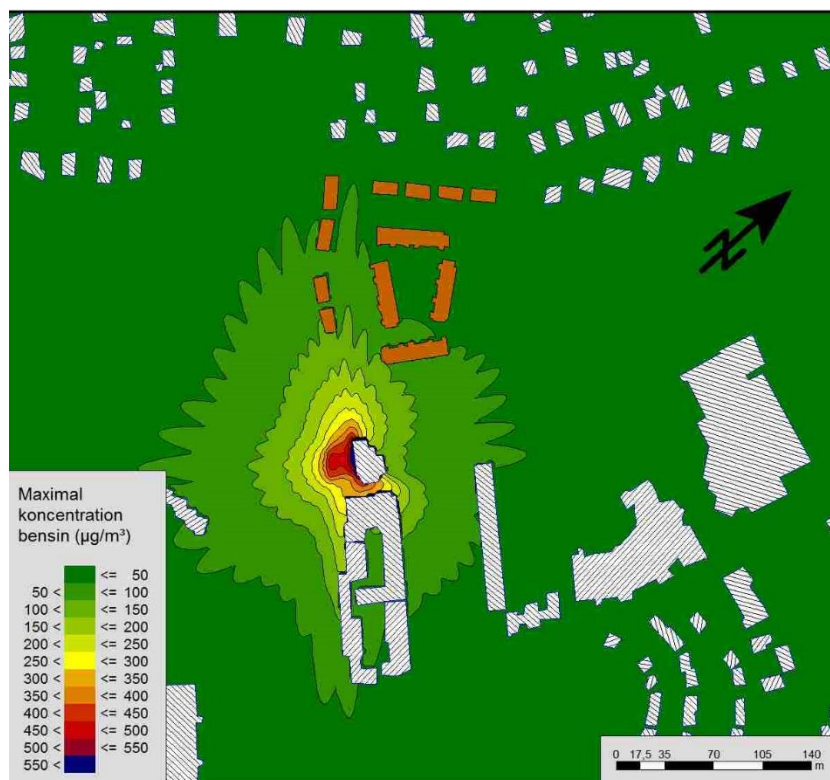 Maximal
koncentration
bensin (µg/m³)
<= 50
50 < <= 100
100 < <= 150
150 < <= 200
200 < <= 250
250 < <= 300
300 < <= 350
350 < <= 400
400 < <= 450
450 < <= 500
500 < <= 550
550 <
N
0 17,5 35 70 105 140
m